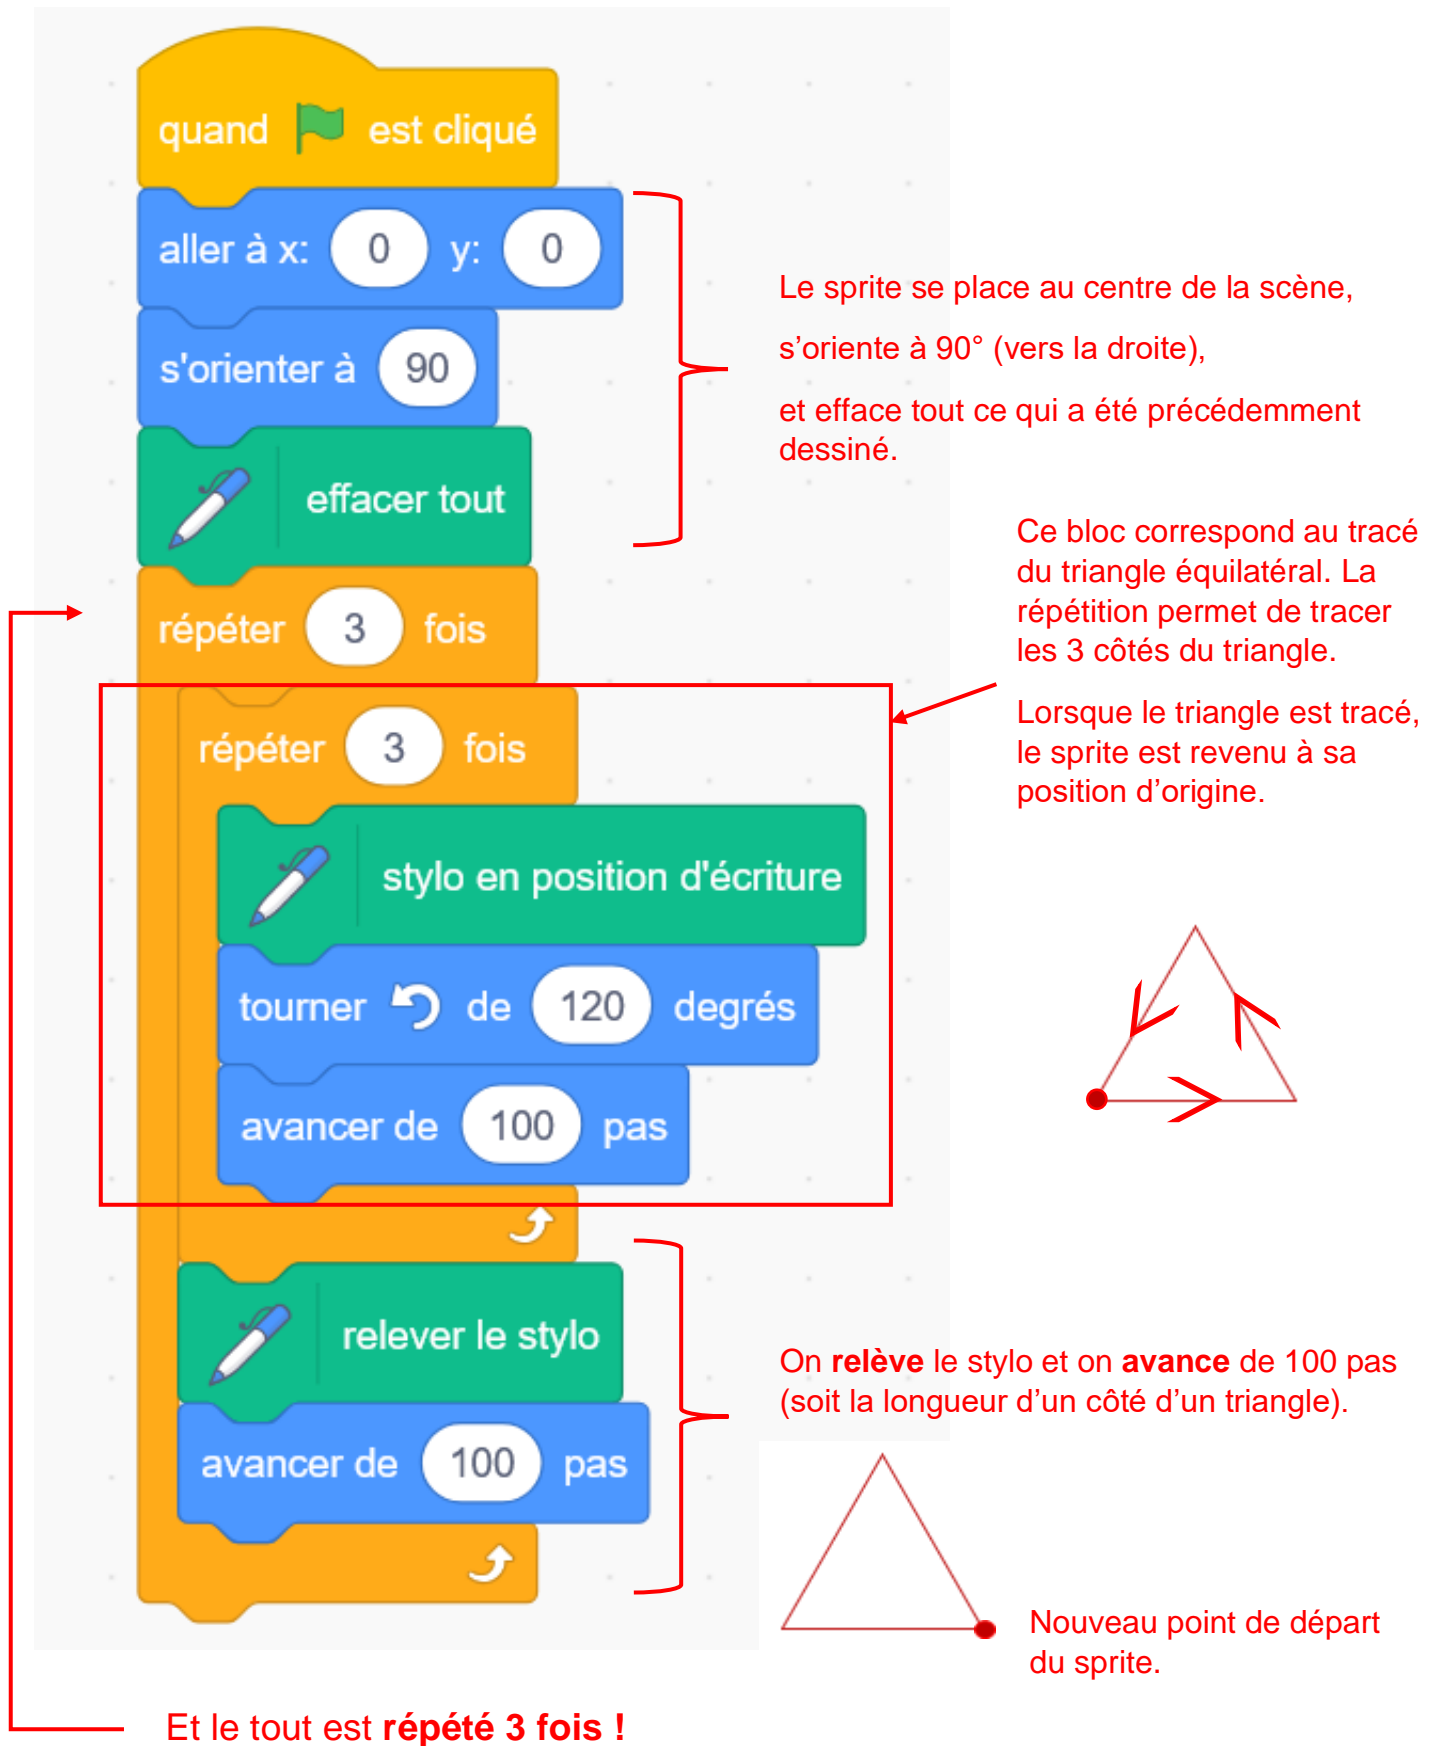 quand est cliqué
aller à x: 0 y: 0
s'orienter à 90
effacer tout
Le sprite se place au centre de la scène,
s’oriente à 90° (vers la droite),
et efface tout ce qui a été précédemment
dessiné.
répéter 3 fois
Ce bloc correspond au tracé
du triangle équilatéral. La
répétition permet de tracer
les 3 côtés du triangle.
Lorsque le triangle est tracé,
le sprite est revenu à sa
position d’origine.
répéter 3 fois
stylo en position d'écriture
tourner de 120 degrés
avancer de 100 pas
relever le stylo
avancer de 100 pas
On relève le stylo et on avance de 100 pas
(soit la longueur d’un côté d’un triangle).
Nouveau point de départ
du sprite.
Et le tout est répété 3 fois !